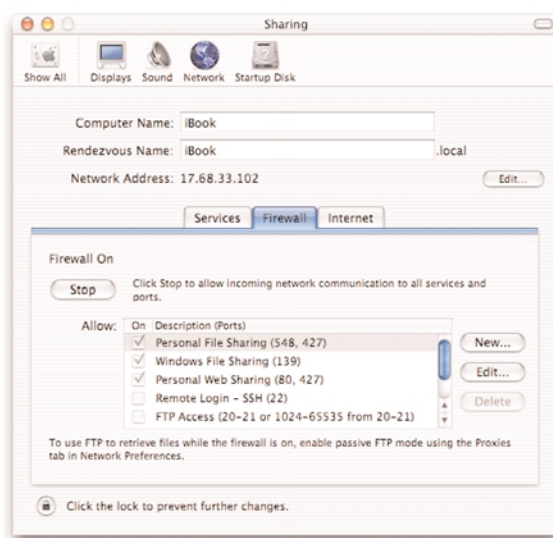 Sharing
Show All Displays Sound Network Startup Disk
Computer Name: iBook
Rendezvous Name: iBook .local
Network Address: 17.68.33.102 Edit...
Services Firewall Internet
Firewall On
Stop Click Stop to allow incoming network communication to all services and
ports.
Allow: On Description (Ports)
Personal File Sharing (548, 427) New...
Windows File Sharing (139)
Personal Web Sharing (80, 427) Edit...
Remote Login – SSH (22)
FTP Access (20-21 or 1024-65535 from 20-21) Delete
To use FTP to retrieve files while the firewall is on, enable passive FTP mode using the Proxies
tab in Network Preferences.
Click the lock to prevent further changes.